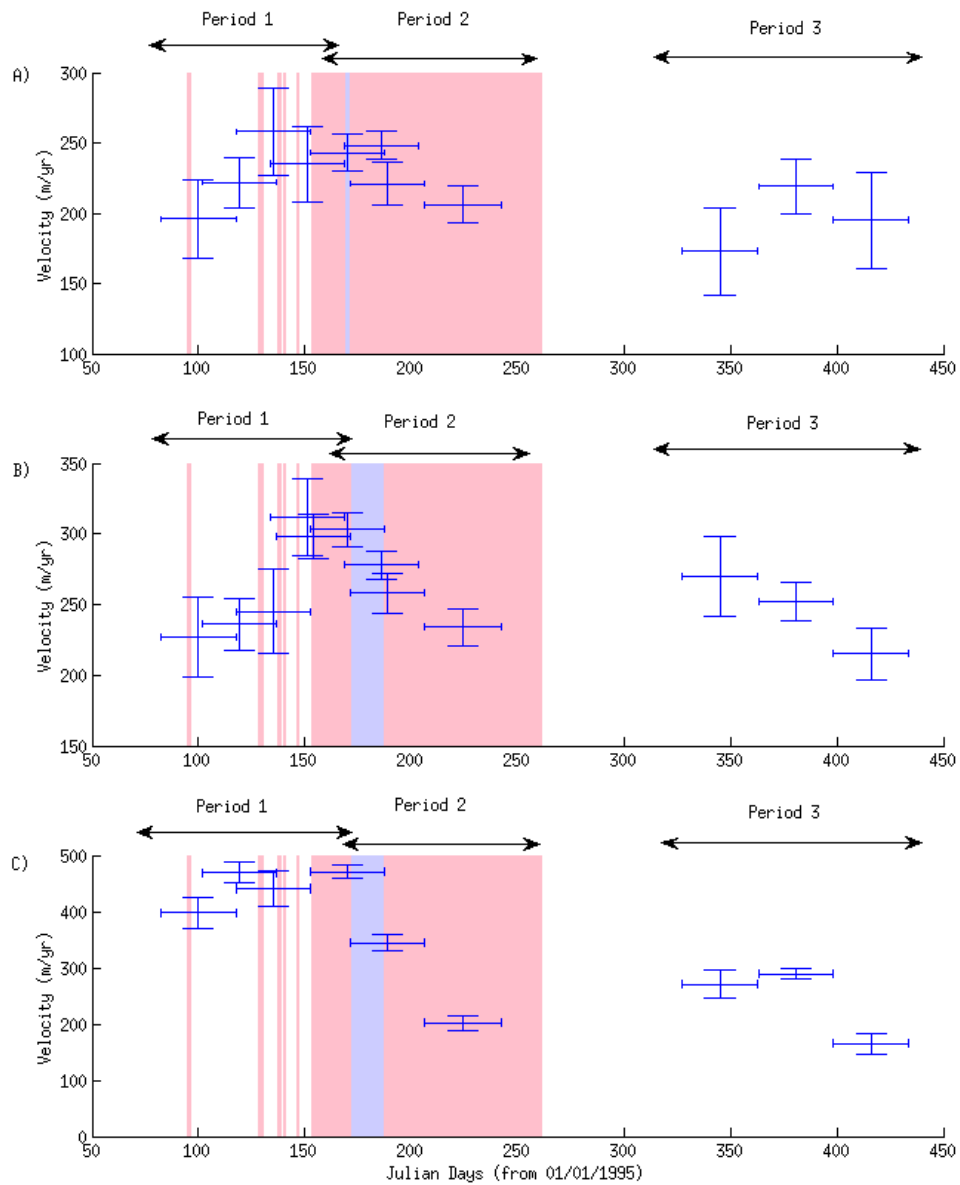 Period 1
Period 2
Period 3
A)
300
250
200
150
100
Velocity (m/yr)
50 100 150 200 250 300 350 400 450
Period 1
Period 2
Period 3
B)
350
300
250
200
150
Velocity (m/yr)
50 100 150 200 250 300 350 400 450
Period 1
Period 2
Period 3
C)
500
400
300
200
100
0
Velocity (m/yr)
50 100 150 200 250 300 350 400 450
Julian Days (from 01/01/1995)